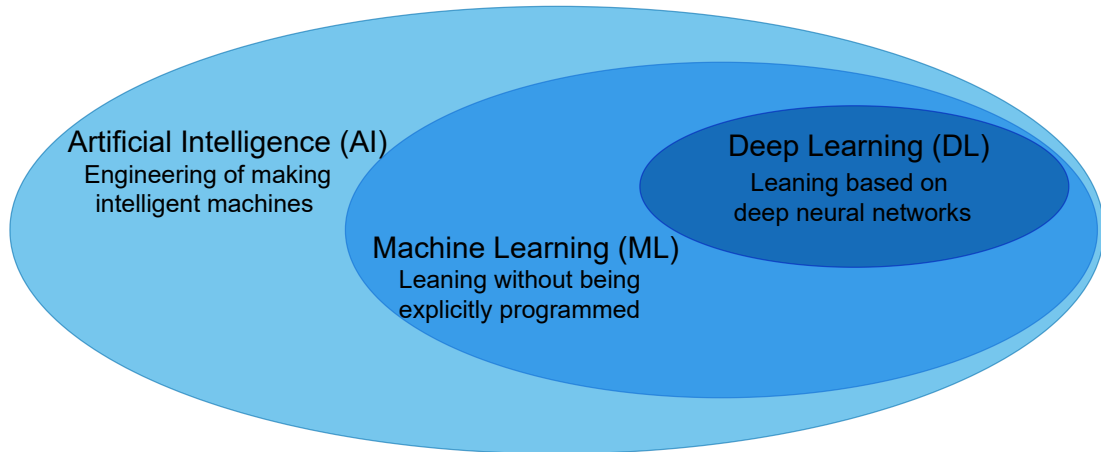 Artificial Intelligence (AI)
Engineering of making
intelligent machines
Machine Learning (ML)
Leaning without being
explicitly programmed
Deep Learning (DL)
Leaning based on
deep neural networks